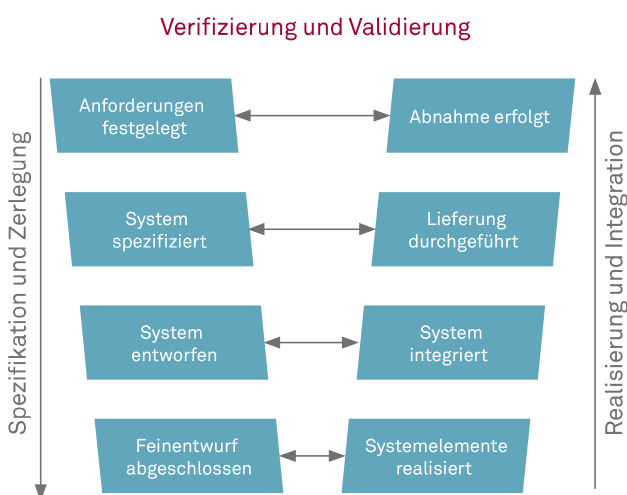 Verifizierung und Validierung
Spezifikation und Zerlegung
Anforderungen
festgelegt
Abnahme erfolgt
System
spezifiziert
Lieferung
durchgeführt
System
entworfen
System
integriert
Feinentwurf
abgeschlossen
Systemelemente
realisiert
Realisierung und Integration